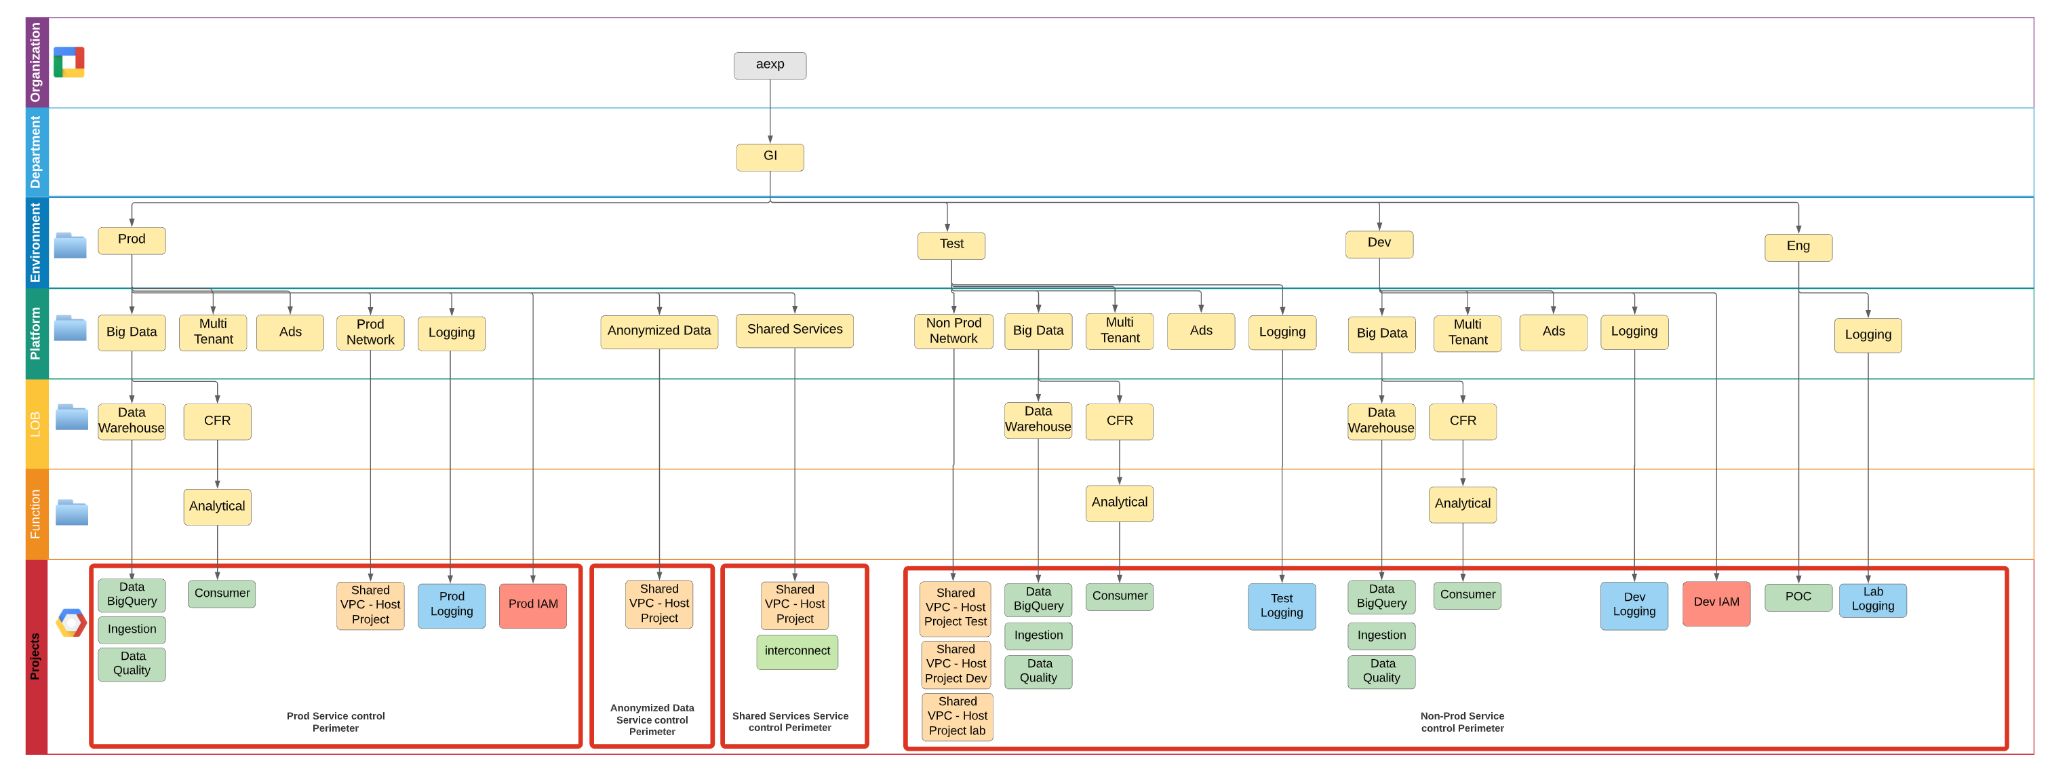 Organization
aexp
Department
GI
Environment
Prod
Test
Dev
Eng
Platform
Big Data
Multi
Tenant
Ads
Prod
Network
Logging
Anonymized Data
Shared Services
Non Prod
Network
Big Data
Multi
Tenant
Ads
Logging
Big Data
Multi
Tenant
Ads
Logging
Logging
LOB
Data
Warehouse
CFR
Data
Warehouse
CFR
Data
Warehouse
CFR
Function
Analytical
Analytical
Analytical
Projects
Data
BigQuery
Ingestion
Data
Quality
Consumer
Shared
VPC - Host
Project
Prod
Logging
Prod IAM
Prod Service control
Perimeter
Shared
VPC - Host
Project
Anonymized Data
Service control
Perimeter
Shared
VPC - Host
Project
interconnect
Shared Services Service
control Perimeter
Shared
VPC - Host
Project Test
Shared
VPC - Host
Project Dev
Shared
VPC - Host
Project lab
Data
BigQuery
Ingestion
Data
Quality
Consumer
Test
Logging
Data
BigQuery
Ingestion
Data
Quality
Consumer
Dev
Logging
Dev IAM
POC
Lab
Logging
Non-Prod Service
control Perimeter